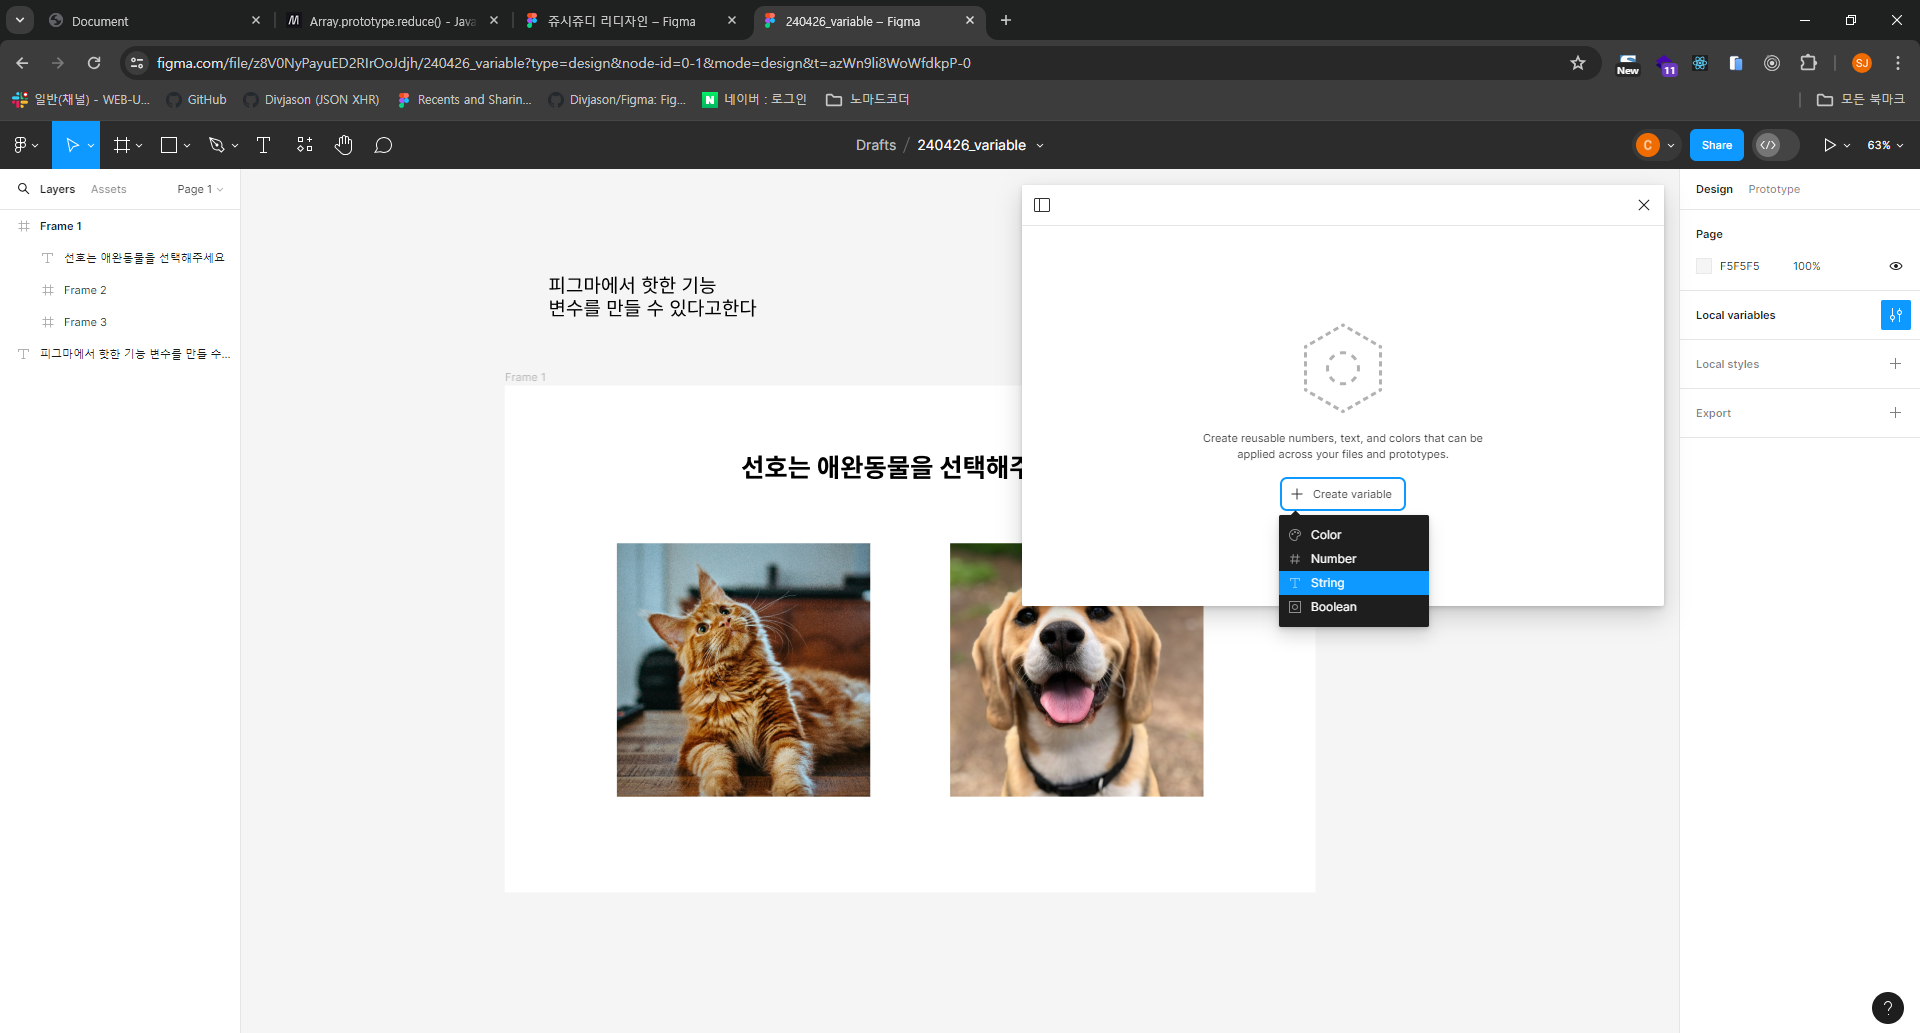 Document
Array.prototype.reduce() - Java
쥬시쥬디 리디자인 – Figma
240426_variable – Figma
figma.com/file/z8V0NyPayuED2RIrOoJdjh/240426_variable?type=design&node-id=0-1&mode=design&t=azWn9li8WoWfdkpP-0
New
11
SJ
일반(채널) - WEB-U...
GitHub
Divjason (JSON XHR)
Recents and Sharin...
Divjason/Figma: Fig...
N
네이버 : 로그인
노마드코더
모든 북마크
Drafts / 240426_variable
C
Share
63%
Layers
Assets
Page 1
Design
Prototype
Frame 1
선호는 애완동물을 선택해주세요
Frame 2
Frame 3
피그마에서 핫한 기능 변수를 만들 수...
피그마에서 핫한 기능
변수를 만들 수 있다고한다
Frame 1
선호는 애완동물을 선택해주
Create reusable numbers, text, and colors that can be
applied across your files and prototypes.
Create variable
Color
Number
String
Boolean
Page
F5F5F5
100%
Local variables
Local styles
Export
?